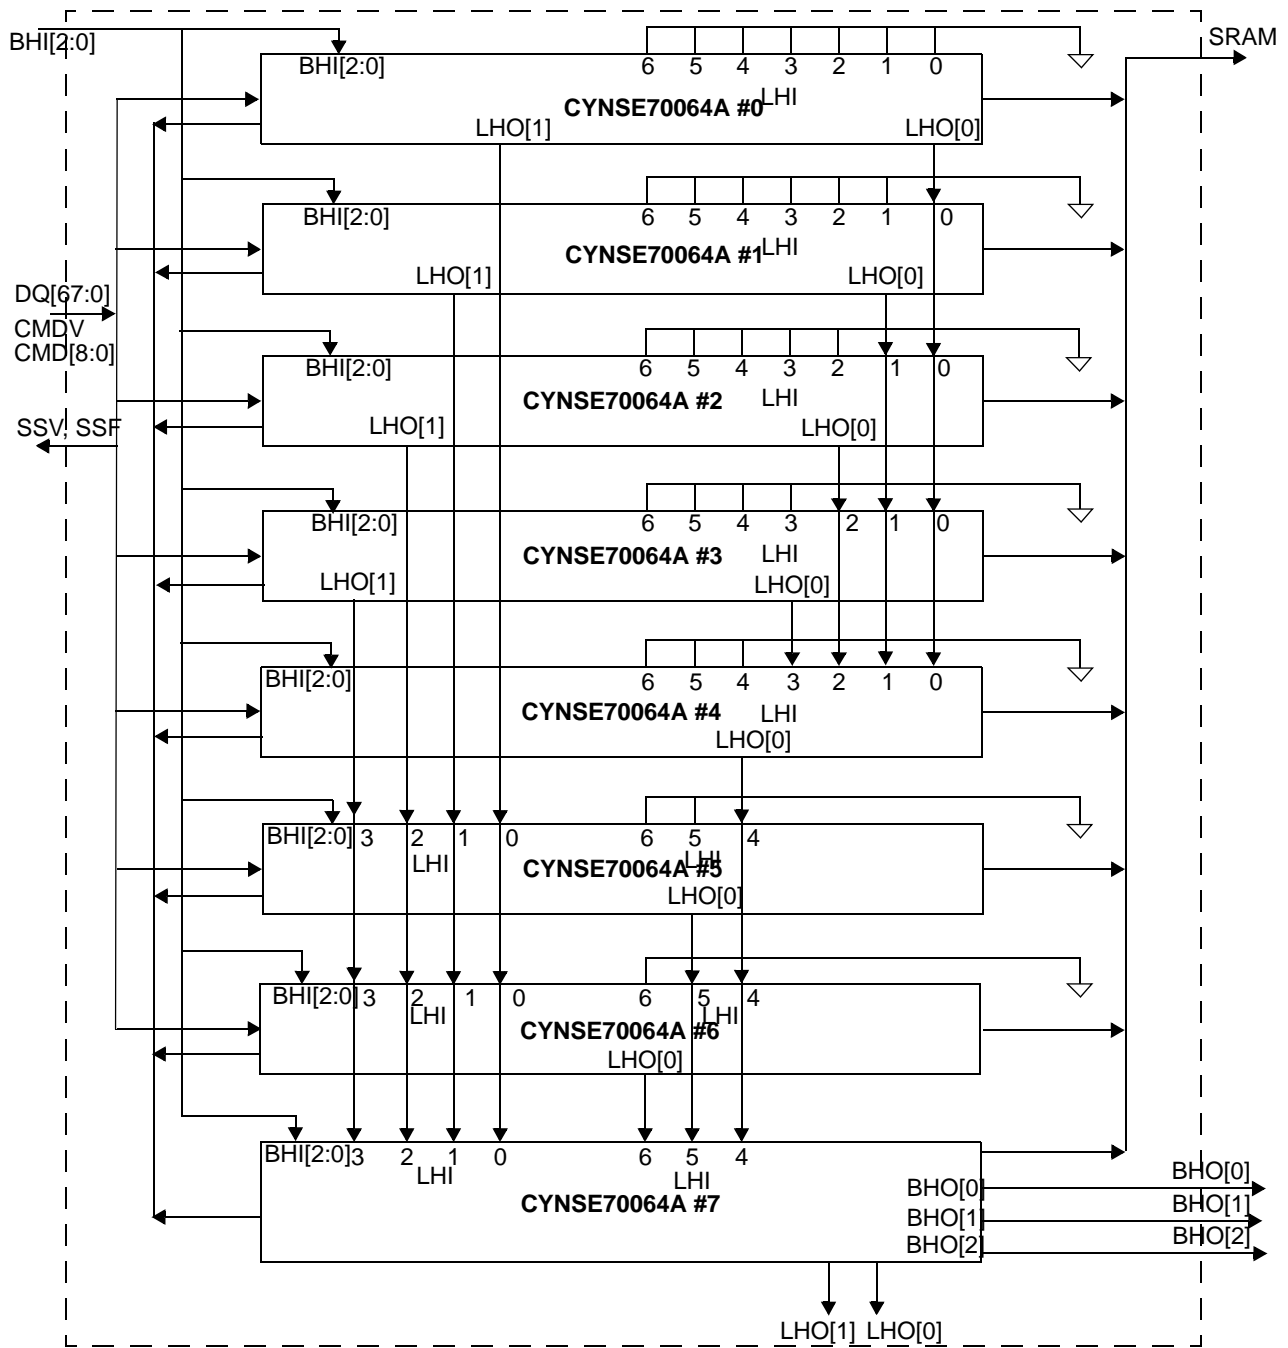 BHI[2:0]
SRAM
BHI[2:0]
6 5 4 3 2 1 0
LHI
CYNSE70064A #0
LHO[1]
LHO[0]
BHI[2:0]
6 5 4 3 2 1 0
LHI
CYNSE70064A #1
LHO[1]
LHO[0]
DQ[67:0]
CMDV
CMD[8:0]
BHI[2:0]
6 5 4 3 2 1 0
LHI
CYNSE70064A #2
LHO[1]
LHO[0]
SSV, SSF
BHI[2:0]
6 5 4 3 2 1 0
LHI
CYNSE70064A #3
LHO[1]
LHO[0]
BHI[2:0]
6 5 4 3 2 1 0
LHI
CYNSE70064A #4
LHO[0]
BHI[2:0] 3 2 1 0 6 5 4
LHI
LHI
CYNSE70064A #5
LHO[0]
BHI[2:0] 3 2 1 0 6 5 4
LHI
LHI
CYNSE70064A #6
LHO[0]
BHI[2:0] 3 2 1 0 6 5 4
LHI
LHI
CYNSE70064A #7
BHO[0]
BHO[0]
BHO[1]
BHO[1]
BHO[2]
BHO[2]
LHO[1] LHO[0]